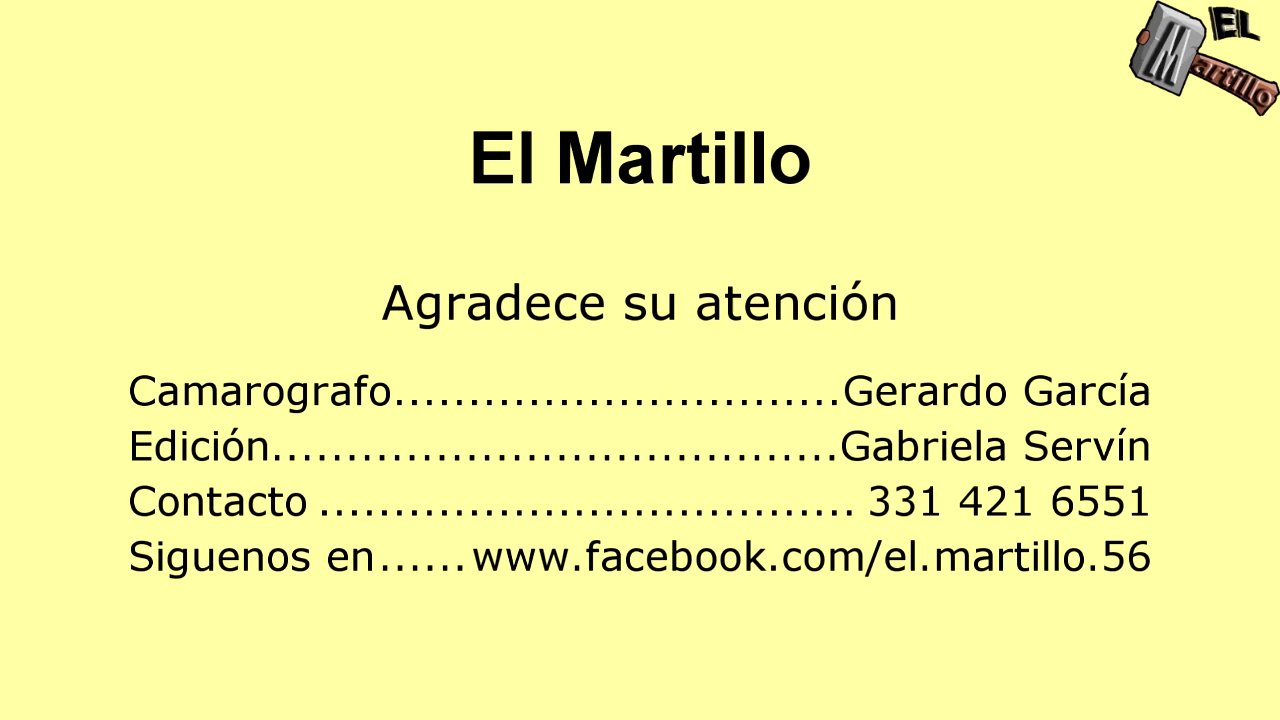 EL
Martillo
El Martillo
Agradece su atención
Camarografo..............................Gerardo García
Edición......................................Gabriela Servín
Contacto .................................... 331 421 6551
Siguenos en......www.facebook.com/el.martillo.56